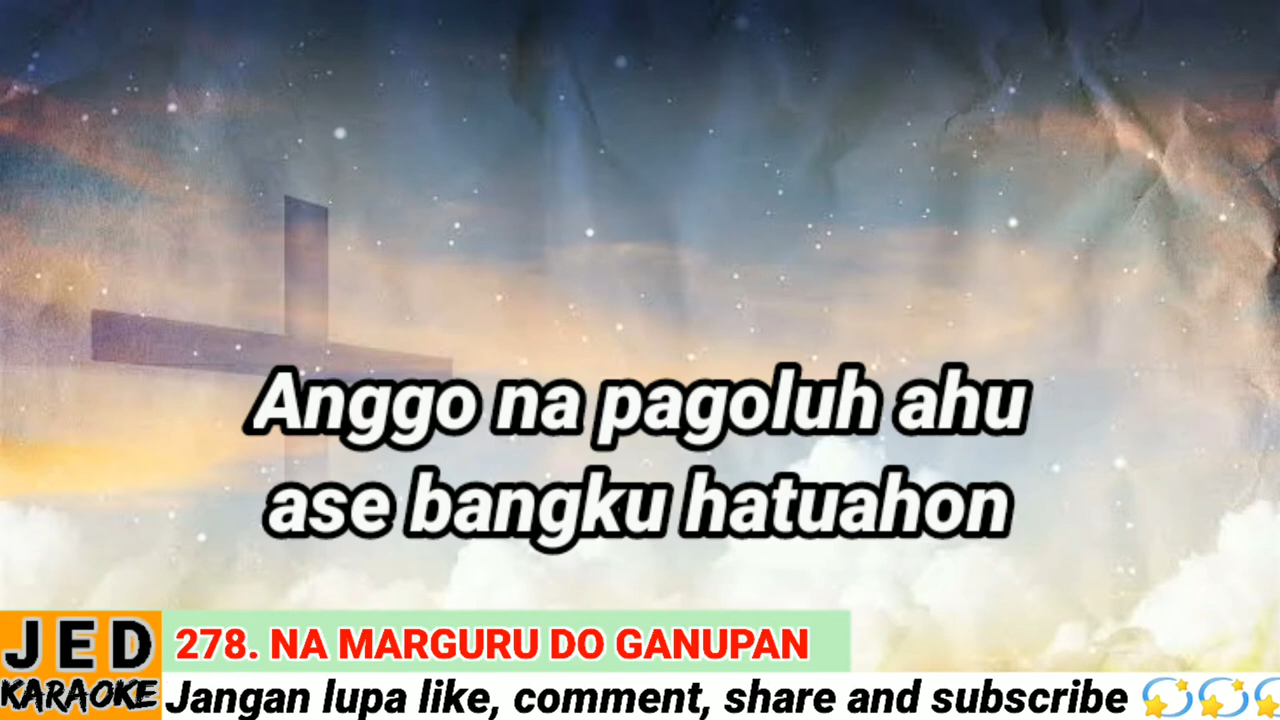 Anggo na pagoluh ahu
ase bangku hatuahon
JED
KARAOKE
278. NA MARGURU DO GANUPAN
Jangan lupa like, comment, share and subscribe 💫💫💫